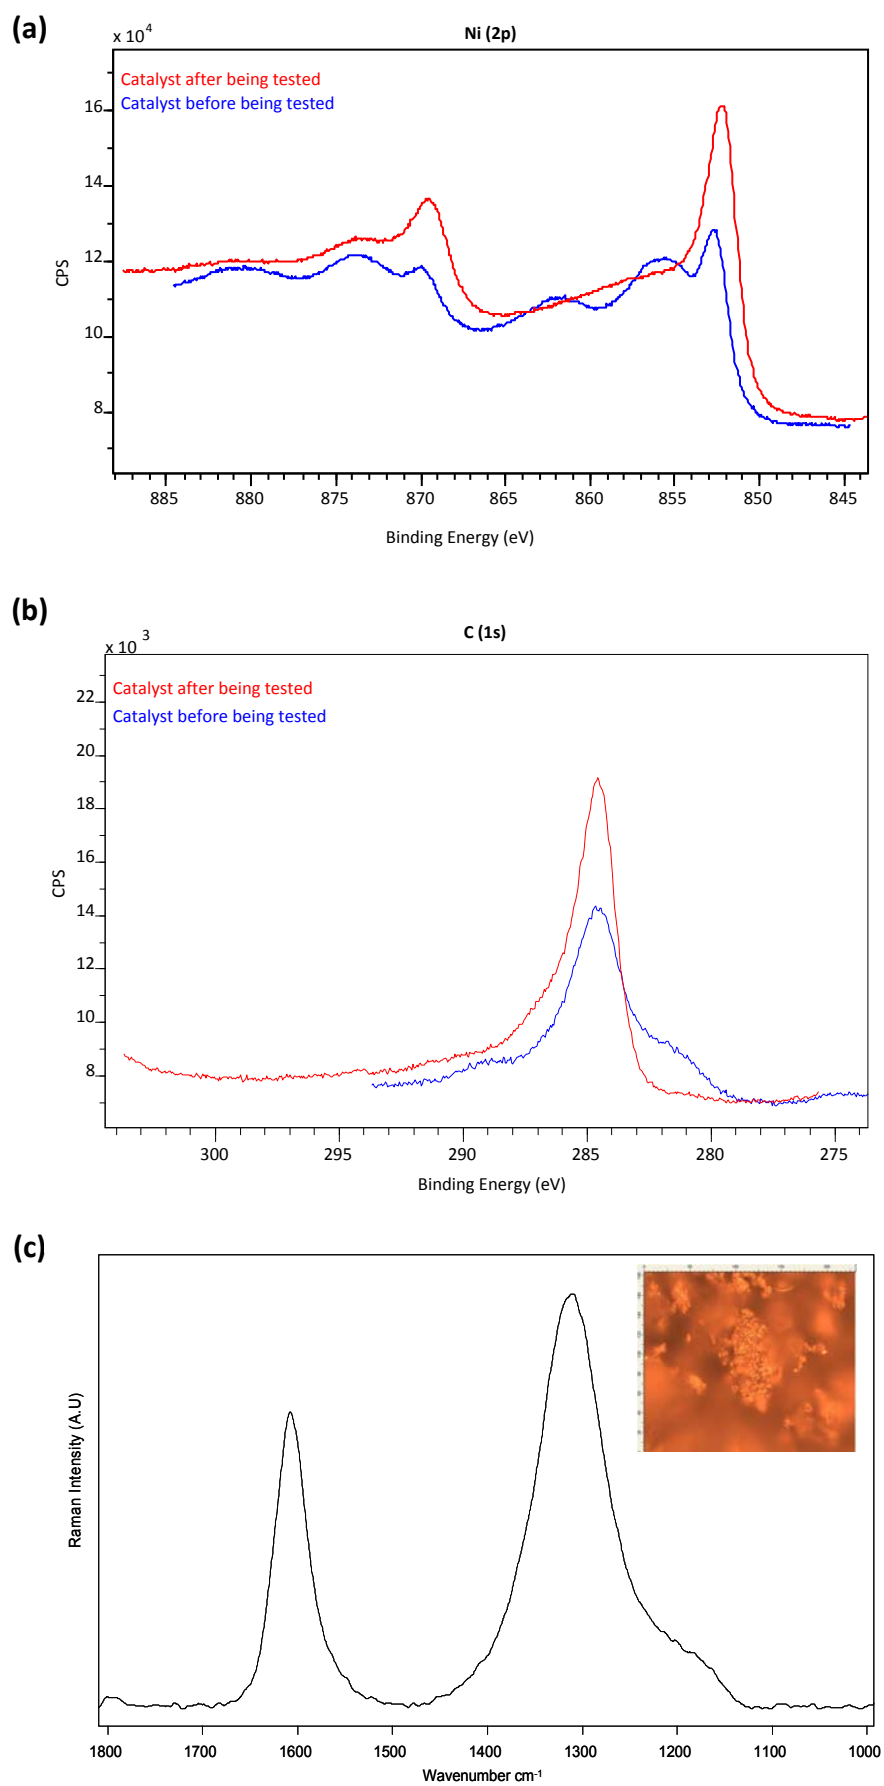 (a)
x 10 4
Ni (2p)
Catalyst after being tested
Catalyst before being tested
16
14
12
10
8
CPS
885 880 875 870 865 860 855 850 845
Binding Energy (eV)
(b)
C (1s)
x 10 3
Catalyst after being tested
Catalyst before being tested
22
20
18
16
14
12
10
8
CPS
300 295 290 285 280 275
Binding Energy (eV)
(c)
Raman Intensity (A.U)
1800 1700 1600 1500 1400 1300 1200 1100 1000
Wavenumber cm-1